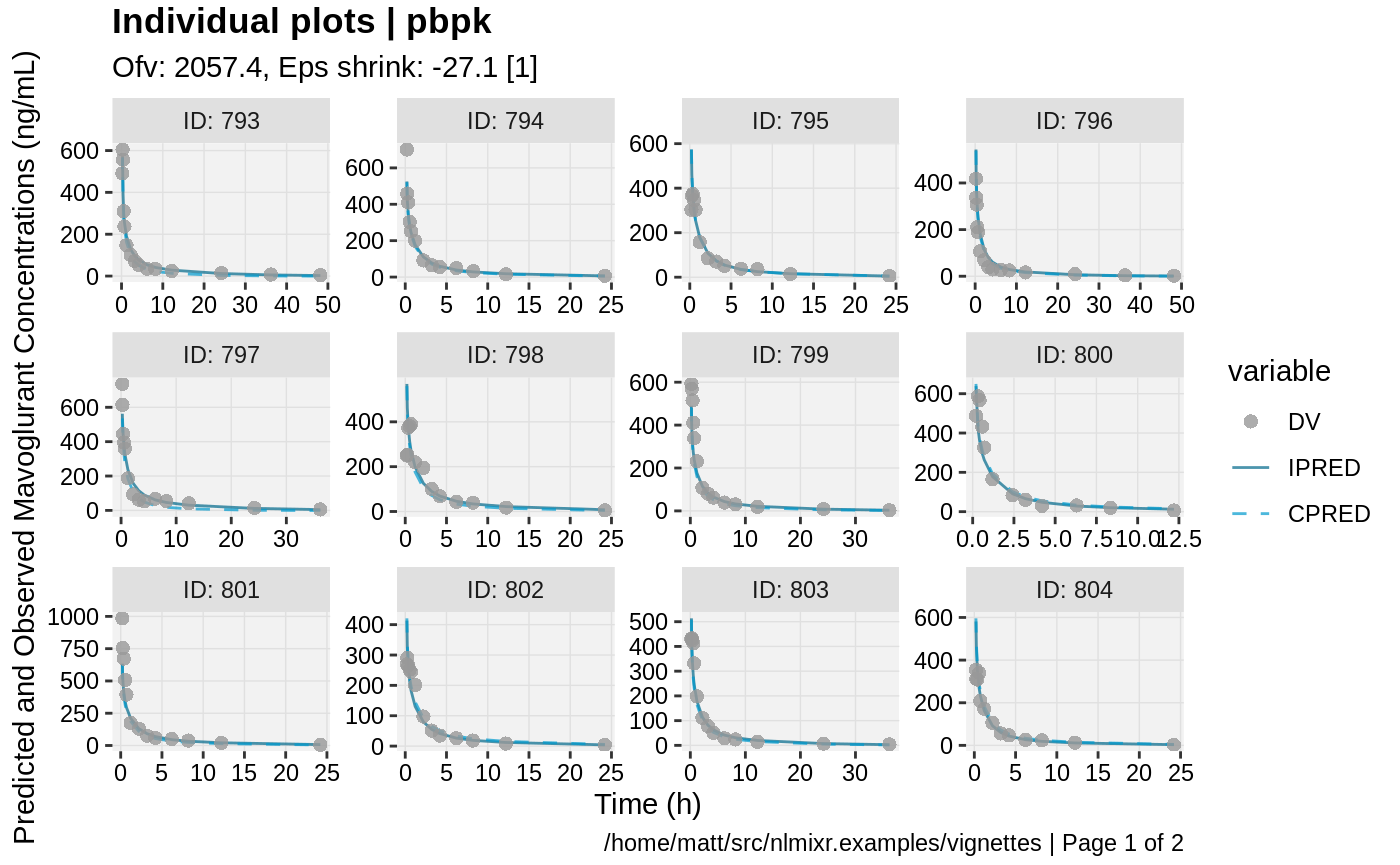 Individual plots | pbpk
Ofv: 2057.4, Eps shrink: -27.1 [1]
Predicted and Observed Mavoglurant Concentrations (ng/mL)
ID: 793
600
400
200
0
0 10 20 30 40 50
ID: 794
600
400
200
0
0 5 10 15 20 25
ID: 795
600
400
200
0
0 5 10 15 20 25
ID: 796
400
200
0
0 10 20 30 40 50
ID: 797
600
400
200
0
0 10 20 30
ID: 798
400
200
0
0 5 10 15 20 25
ID: 799
600
400
200
0
0 10 20 30
ID: 800
600
400
200
0
0.0 2.5 5.0 7.5 10.0 12.5
ID: 801
1000
750
500
250
0
0 5 10 15 20 25
ID: 802
400
300
200
100
0
0 5 10 15 20 25
ID: 803
500
400
300
200
100
0
0 10 20 30
ID: 804
600
400
200
0
0 5 10 15 20 25
Time (h)
variable
DV
IPRED
CPRED
/home/matt/src/nlmixr.examples/vignettes | Page 1 of 2